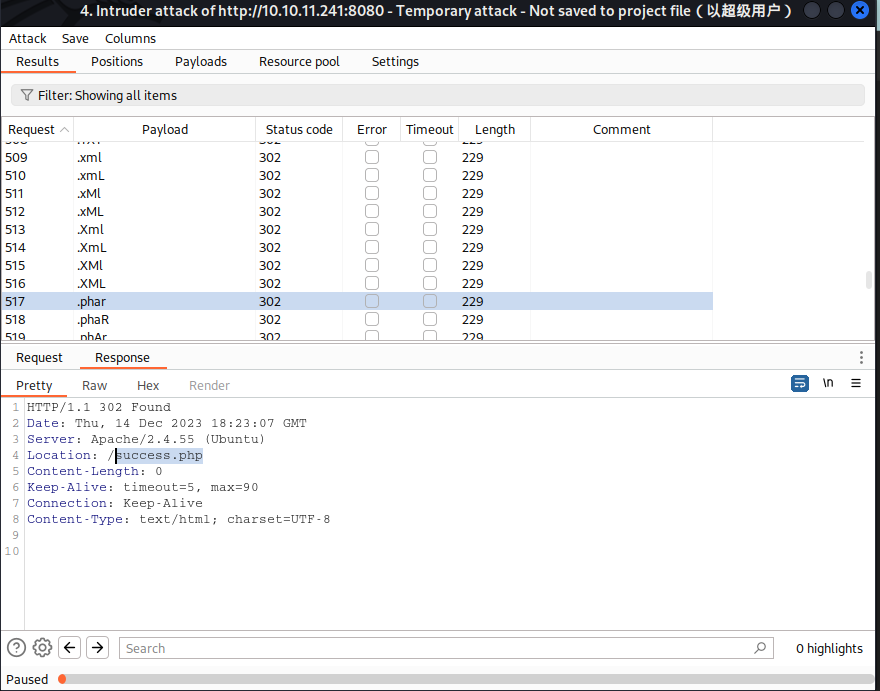 4. Intruder attack of http://10.10.11.241:8080 - Temporary attack - Not saved to project file ( 以超级用户 )
Attack Save Columns
Results Positions Payloads Resource pool Settings
Filter: Showing all items
Request Payload Status code Error Timeout Length Comment
509 .xml 302 229
510 .xmL 302 229
511 .xMl 302 229
512 .xML 302 229
513 .Xml 302 229
514 .XmL 302 229
515 .XMl 302 229
516 .XML 302 229
517 .phar 302 229
518 .phaR 302 229
519 .phAr 302 229
Request Response
Pretty Raw Hex Render \n
1 HTTP/1.1 302 Found
2 Date: Thu, 14 Dec 2023 18:23:07 GMT
3 Server: Apache/2.4.55 (Ubuntu)
4 Location: /success.php
5 Content-Length: 0
6 Keep-Alive: timeout=5, max=90
7 Connection: Keep-Alive
8 Content-Type: text/html; charset=UTF-8
9
10
Search 0 highlights
Paused